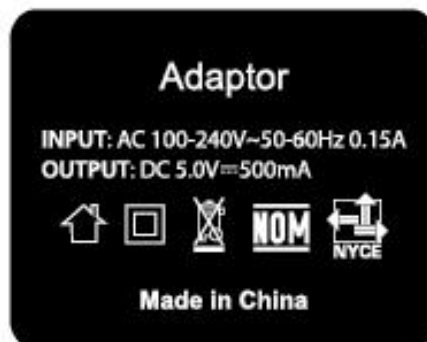 Adaptor
INPUT: AC 100-240V~50-60Hz 0.15A
OUTPUT: DC 5.0V⎓500mA
NOM
NYCE
Made in China